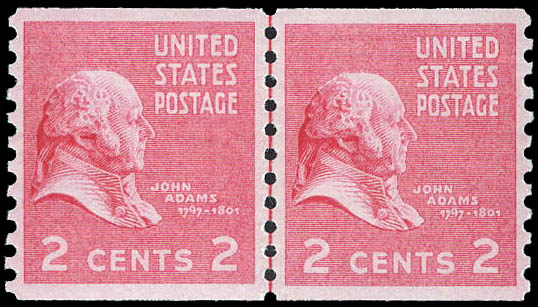 UNITED
STATES
POSTAGE
JOHN
ADAMS
1797-1801
2 CENTS 2
UNITED
STATES
POSTAGE
JOHN
ADAMS
1797-1801
2 CENTS 2